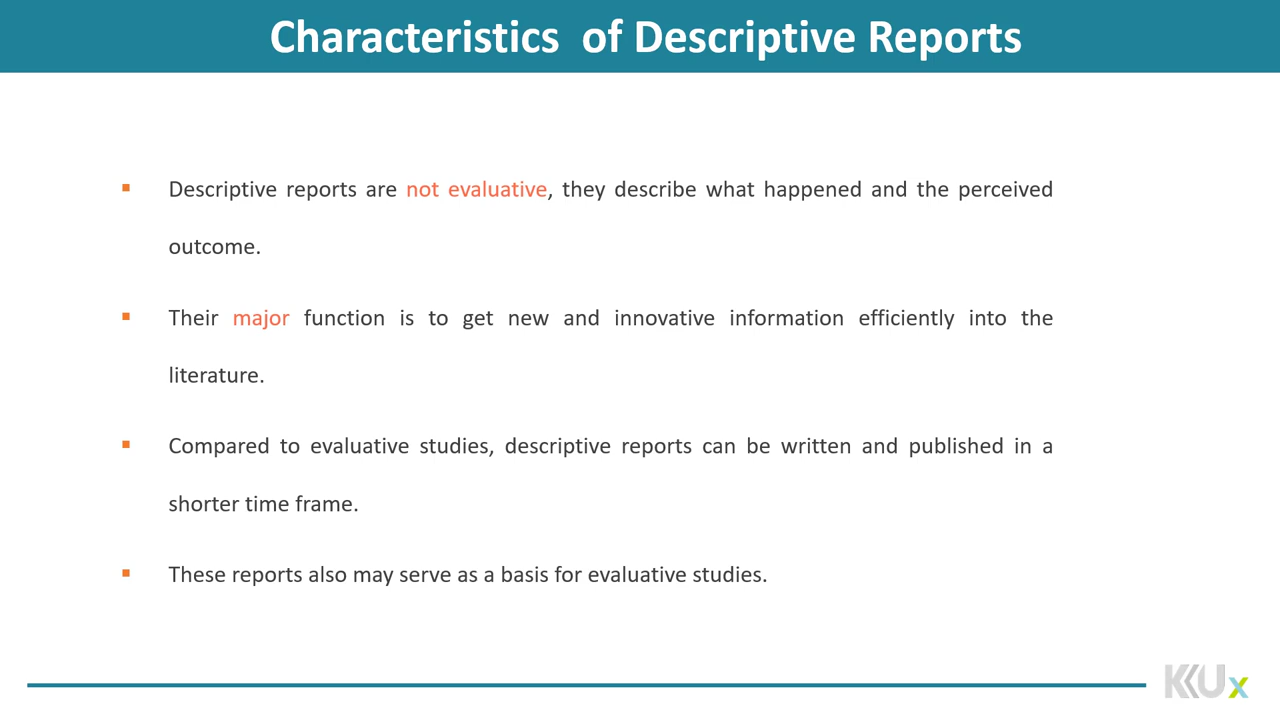 Characteristics  of Descriptive Reports
▪ Descriptive reports are not evaluative, they describe what happened and the perceived
outcome.
▪ Their major function is to get new and innovative information efficiently into the
literature.
▪ Compared to evaluative studies, descriptive reports can be written and published in a
shorter time frame.
▪ These reports also may serve as a basis for evaluative studies.
KKUx